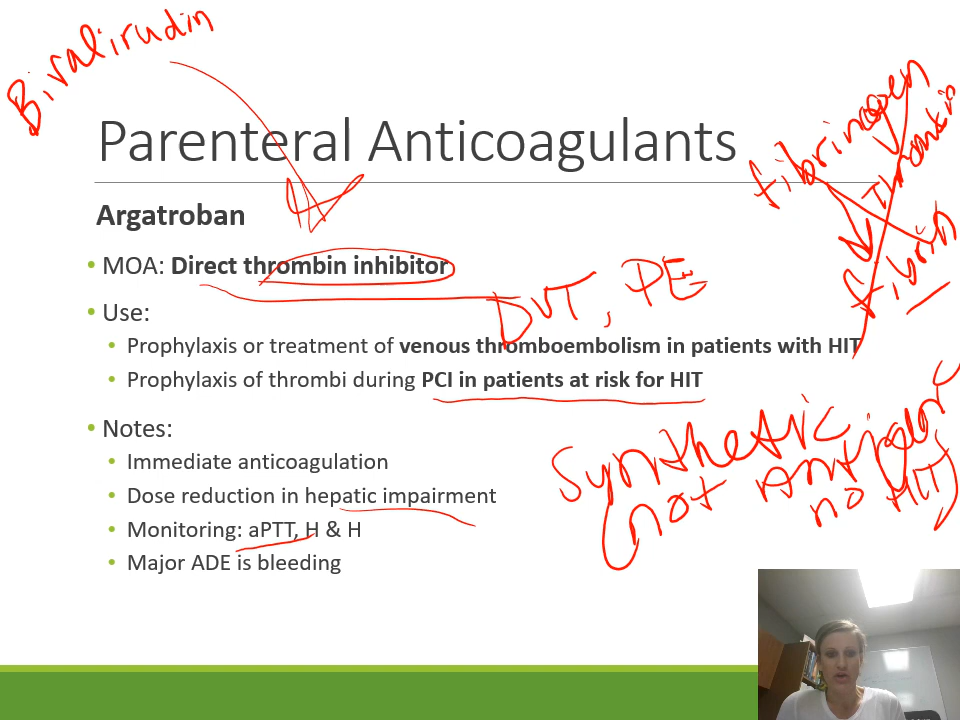 Bivalirudin
Parenteral Anticoagulants
fibrinogen
Thrombin
fibrin
Argatroban
• MOA: Direct thrombin inhibitor
DVT, PE
• Use:
• Prophylaxis or treatment of venous thromboembolism in patients with HIT
• Prophylaxis of thrombi during PCI in patients at risk for HIT
• Notes:
• Immediate anticoagulation
• Dose reduction in hepatic impairment
• Monitoring: aPTT, H & H
• Major ADE is bleeding
Synthetic
(not
no HIT)